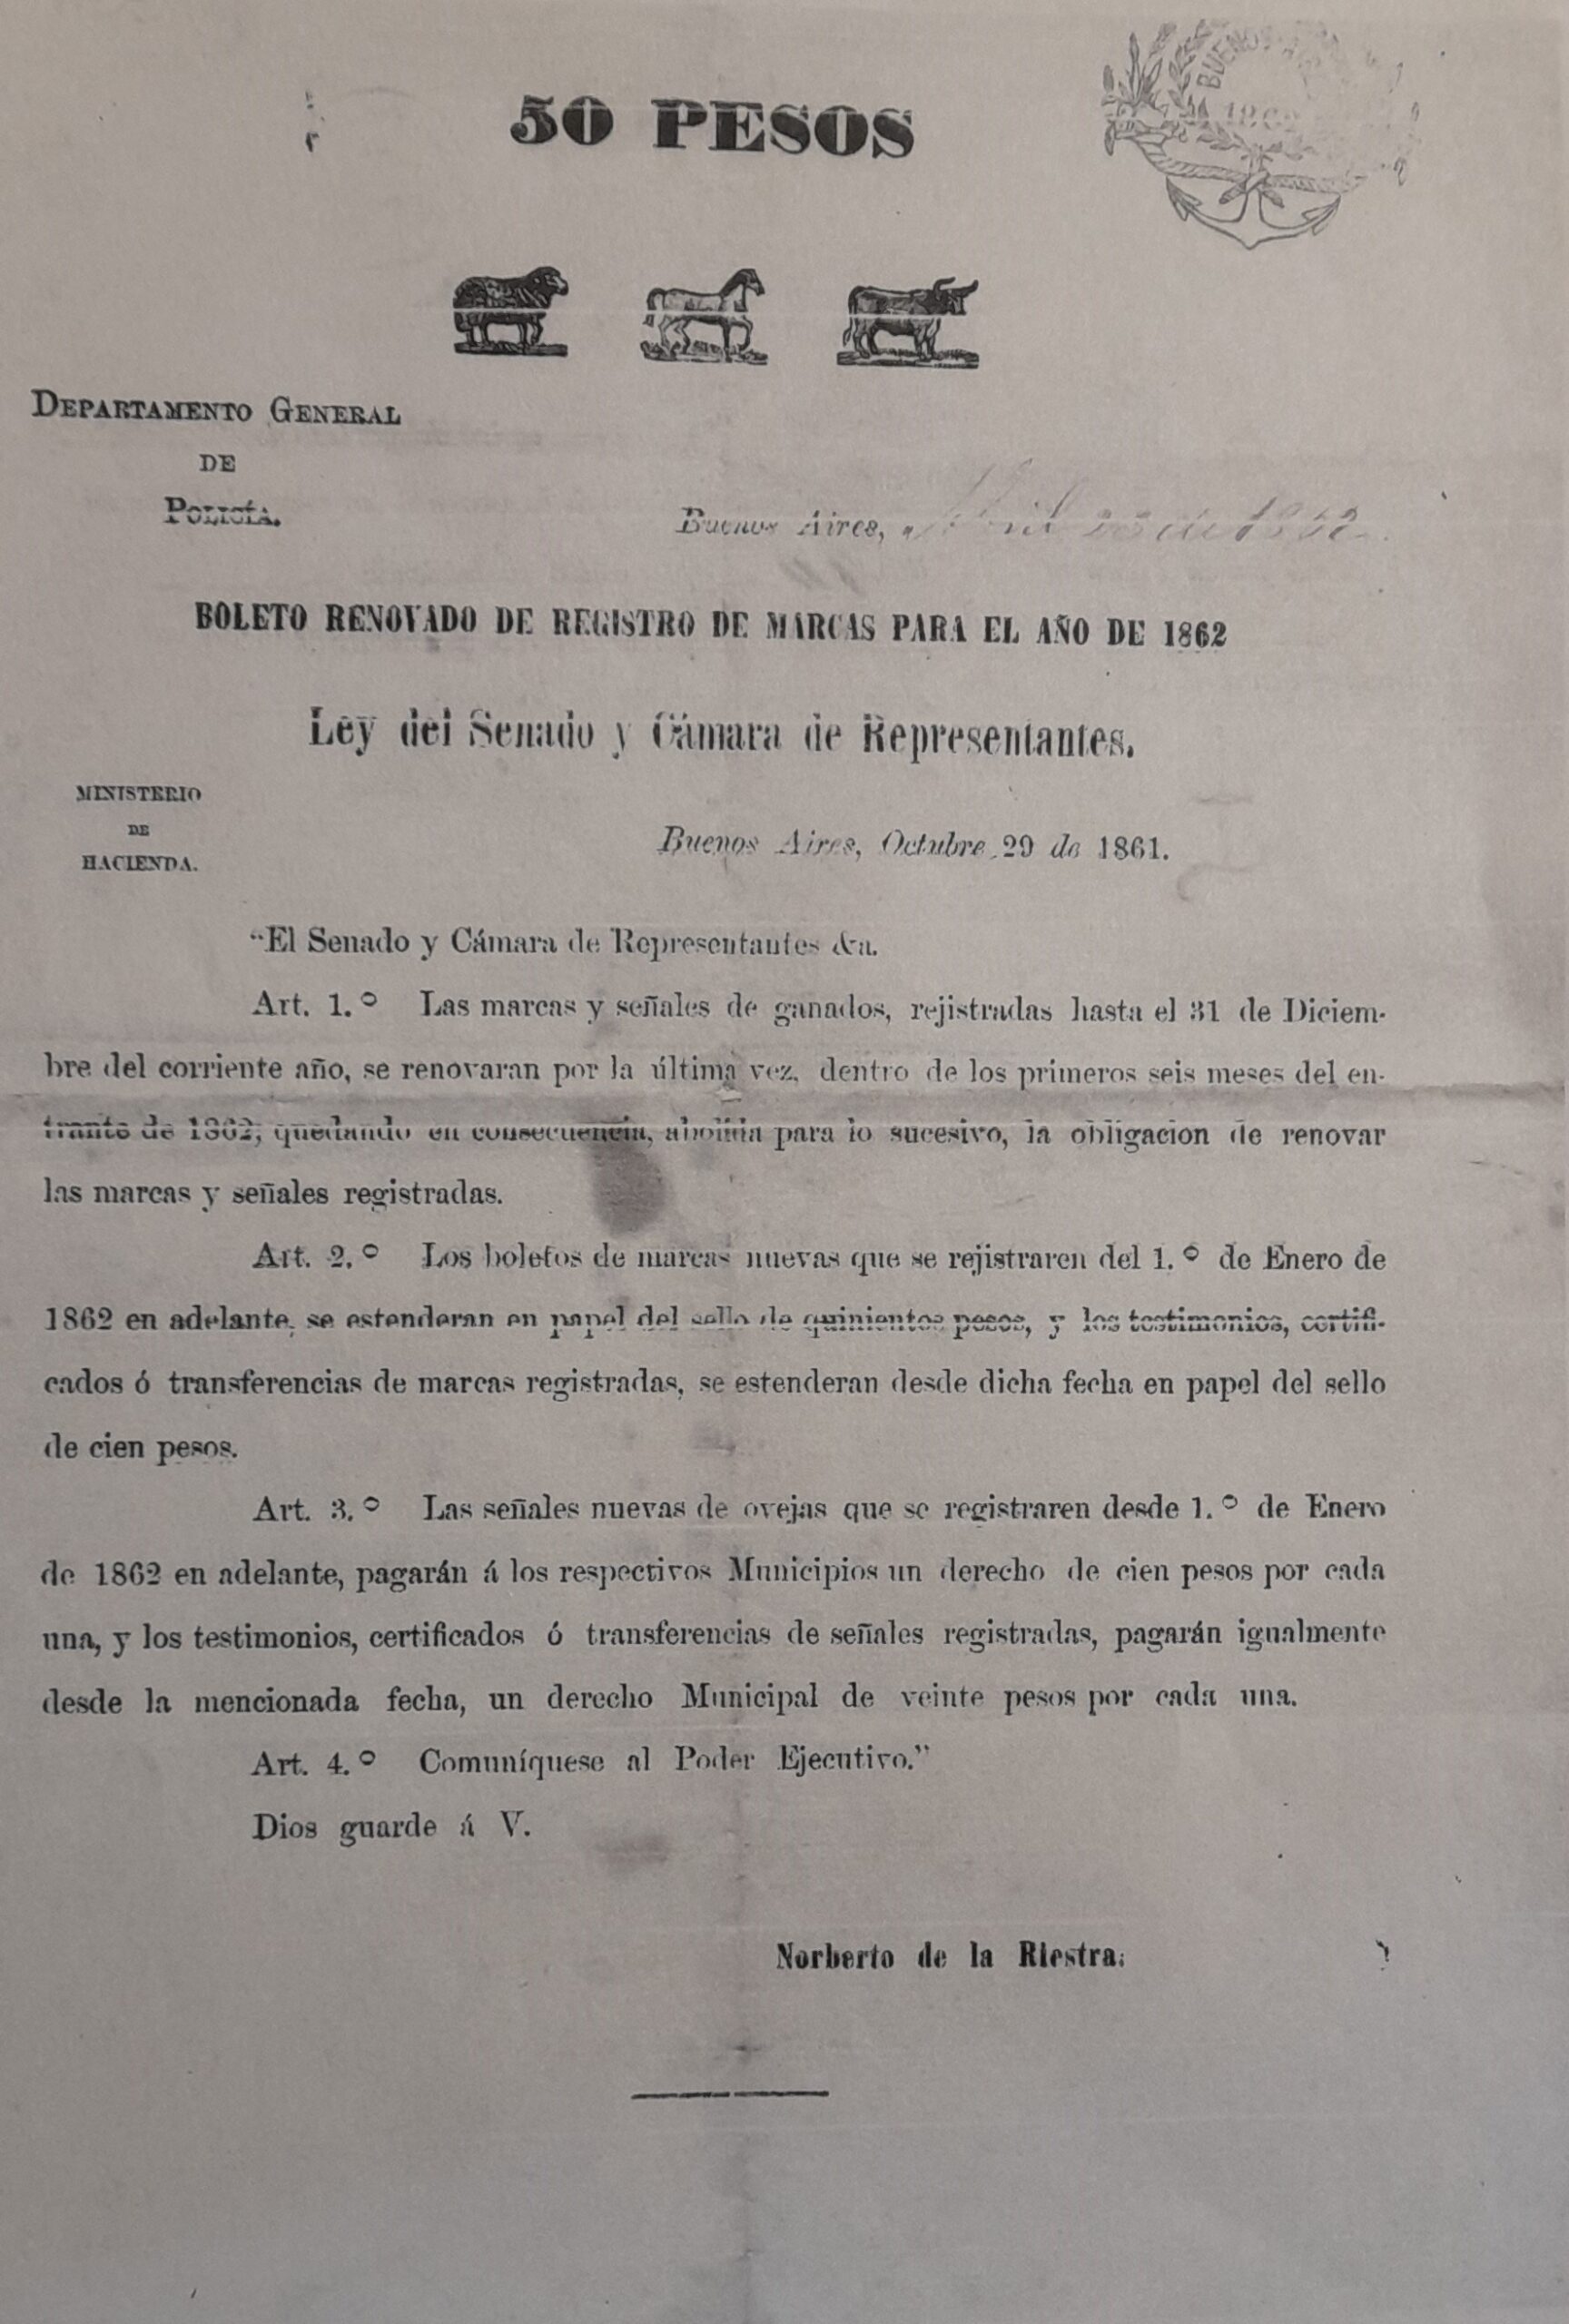 50 PESOS
BUENOS
186
DEPARTAMENTO GENERAL
DE
POLICÍA.
Buenos Aires, Abril 23 de 1862.
BOLETO RENOVADO DE REGISTRO DE MARCAS PARA EL AÑO DE 1862
Ley del Senado y Cámara de Representantes.
MINISTERIO
DE
HACIENDA.
Buenos Aires, Octubre 29 de 1861.
"El Senado y Cámara de Representantes &a.
Art. 1.º Las marcas y señales de ganados, rejistradas hasta el 31 de Diciem-
bre del corriente año, se renovaran por la última vez, dentro de los primeros seis meses del en-
trante de 1862, quedando en consecuencia, abolida para lo sucesivo, la obligacion de renovar
las marcas y señales registradas.
Art. 2.º Los boletos de marcas nuevas que se rejistraren del 1.º de Enero de
1862 en adelante, se estenderan en papel del sello de quinientos pesos, y los testimonios, certifi-
cados ó transferencias de marcas registradas, se estenderan desde dicha fecha en papel del sello
de cien pesos.
Art. 3.º Las señales nuevas de ovejas que se registraren desde 1.º de Enero
de 1862 en adelante, pagarán á los respectivos Municipios un derecho de cien pesos por cada
una, y los testimonios, certificados ó transferencias de señales registradas, pagarán igualmente
desde la mencionada fecha, un derecho Municipal de veinte pesos por cada una.
Art. 4.º Comuníquese al Poder Ejecutivo."
Dios guarde á V.
Norberto de la Riestra.